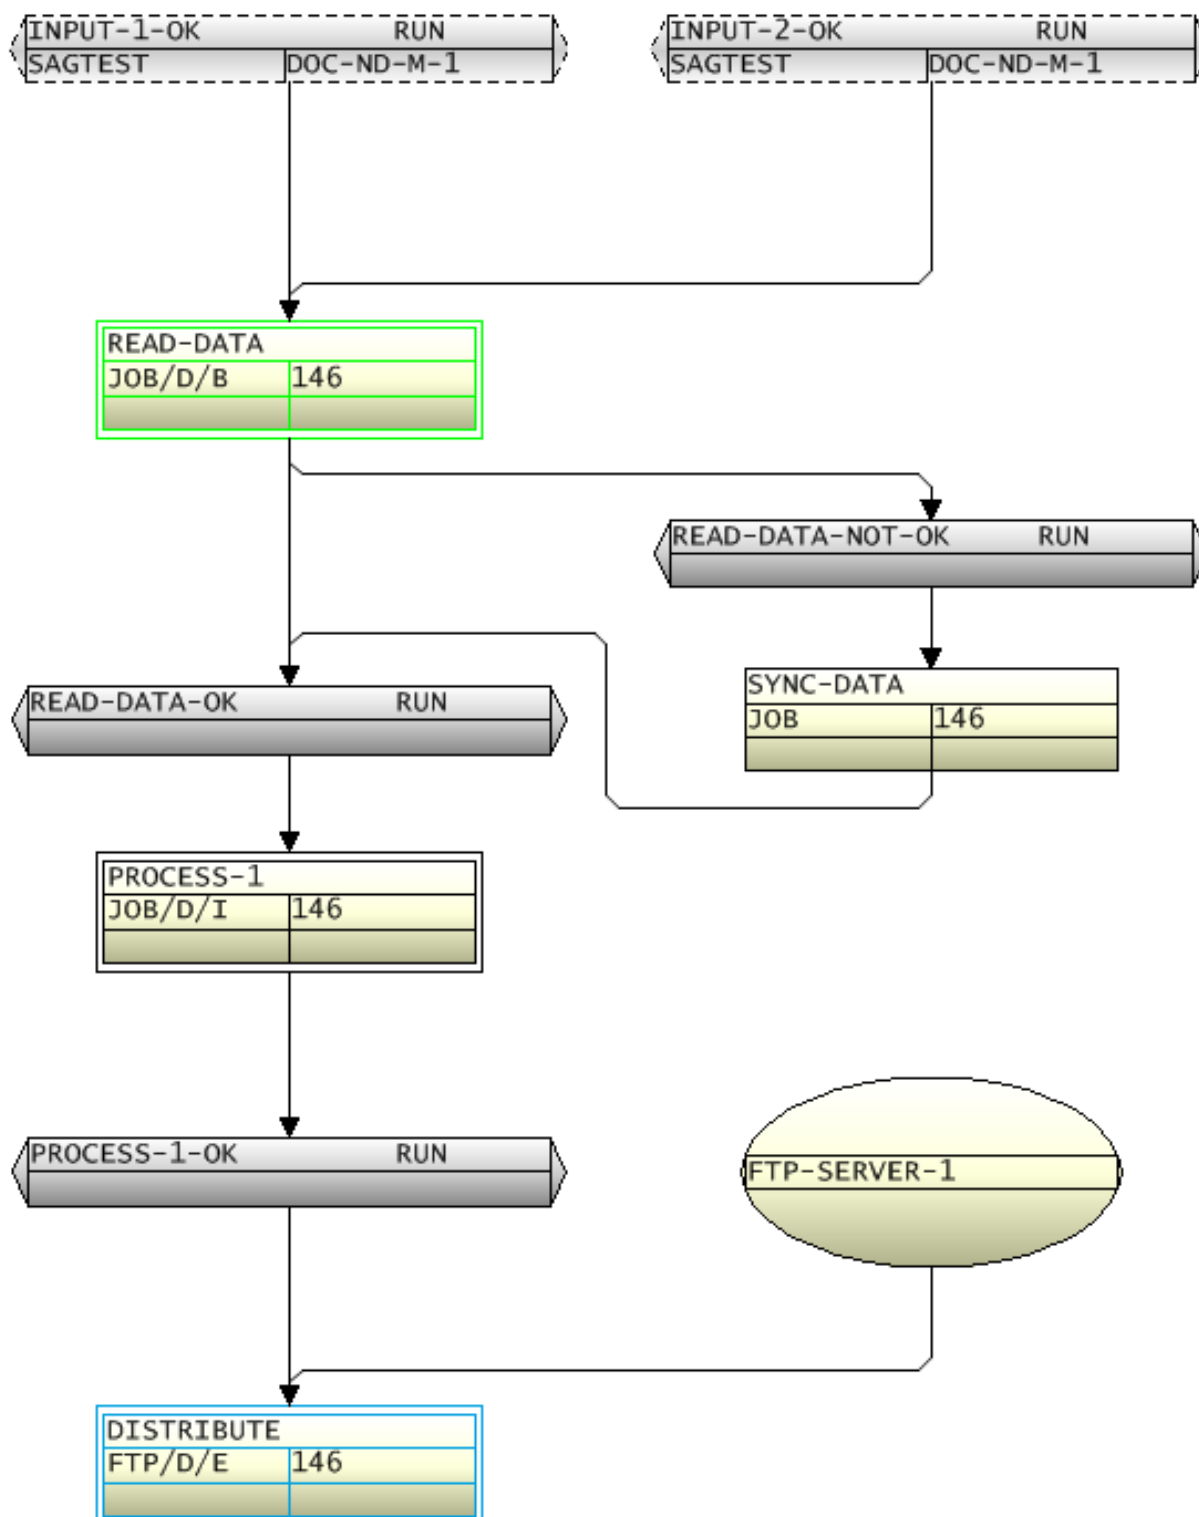 INPUT-1-OK RUN
SAGTEST DOC-ND-M-1
INPUT-2-OK RUN
SAGTEST DOC-ND-M-1
READ-DATA
JOB/D/B 146
READ-DATA-NOT-OK RUN
SYNC-DATA
JOB 146
READ-DATA-OK RUN
PROCESS-1
JOB/D/I 146
PROCESS-1-OK RUN
FTP-SERVER-1
DISTRIBUTE
FTP/D/E 146